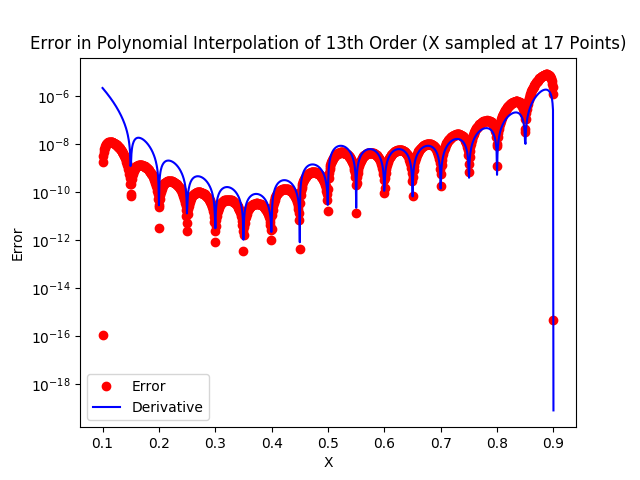 Error in Polynomial Interpolation of 13th Order (X sampled at 17 Points)
10⁻⁶
10⁻⁸
10⁻¹⁰
10⁻¹²
10⁻¹⁴
10⁻¹⁶
10⁻¹⁸
Error
Error
Derivative
0.1 0.2 0.3 0.4 0.5 0.6 0.7 0.8 0.9
X